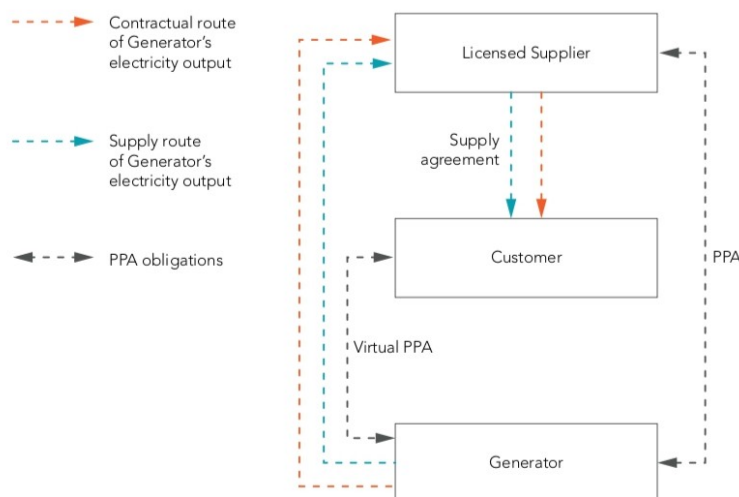 Contractual route
of Generator's
electricity output
Licensed Supplier
Supply route
of Generator's
electricity output
Supply
agreement
PPA obligations
Customer
PPA
Virtual PPA
Generator